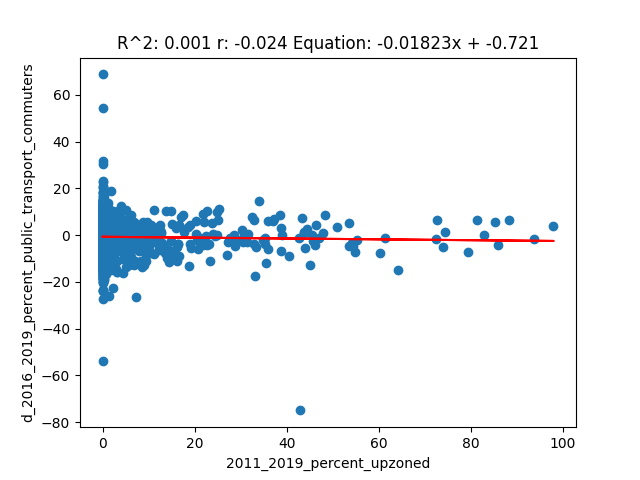 R^2: 0.001 r: -0.024 Equation: -0.01823x + -0.721
d_2016_2019_percent_public_transport_commuters
60
40
20
0
−20
−40
−60
−80
0 20 40 60 80 100
2011_2019_percent_upzoned